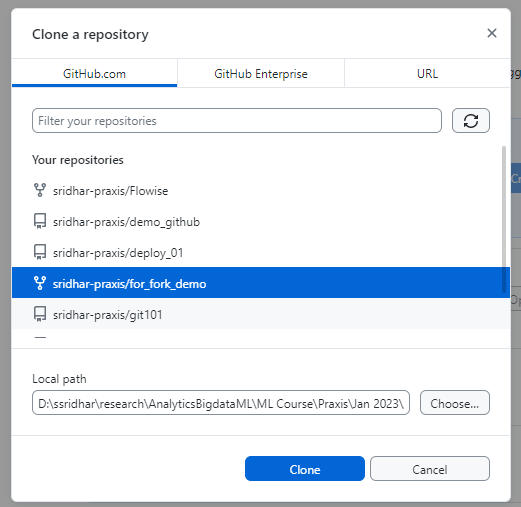 Clone a repository
GitHub.com
GitHub Enterprise
URL
Filter your repositories
Your repositories
sridhar-praxis/Flowise
sridhar-praxis/demo_github
sridhar-praxis/deploy_01
sridhar-praxis/for_fork_demo
sridhar-praxis/git101
Local path
D:\ssridhar\research\AnalyticsBigdataML\ML Course\Praxis\Jan 2023\
Choose...
Clone
Cancel